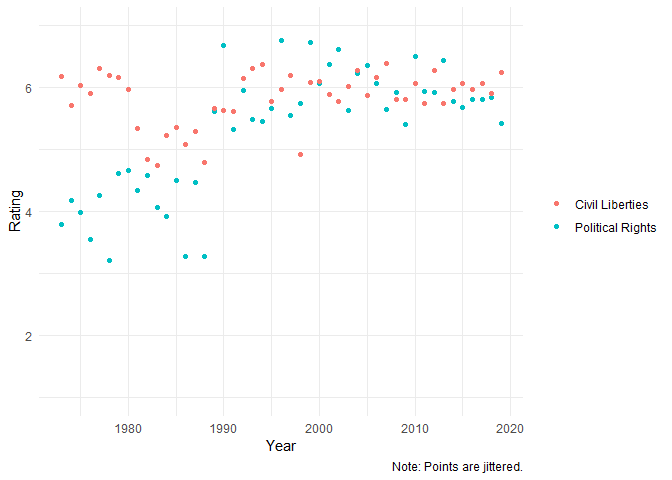 6
4
2
Rating
1980 1990 2000 2010 2020
Year
Civil Liberties
Political Rights
Note: Points are jittered.